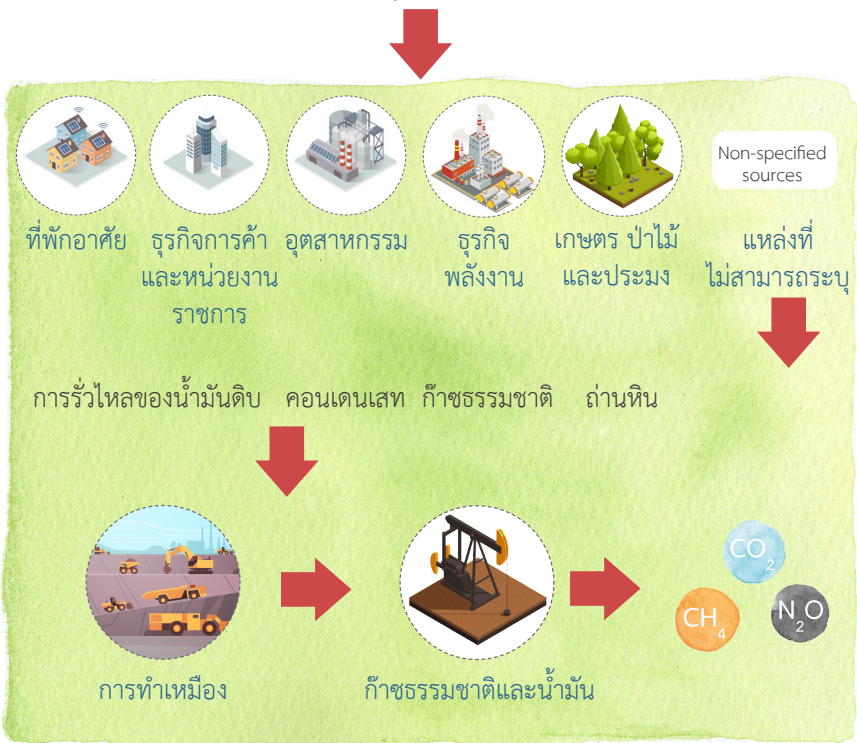 Non-specified
sources
ที่พักอาศัย
ธุรกิจการค้า
และหน่วยงาน
ราชการ
อุตสาหกรรม
ธุรกิจ
พลังงาน
เกษตร ป่าไม้
และประมง
แหล่งที่
ไม่สามารถระบุ
การรั่วไหลของน้ำมันดิบ คอนเดนเสท ก๊าซธรรมชาติ ถ่านหิน
CO2
CH4
N2O
การทำเหมือง
ก๊าซธรรมชาติและน้ำมัน